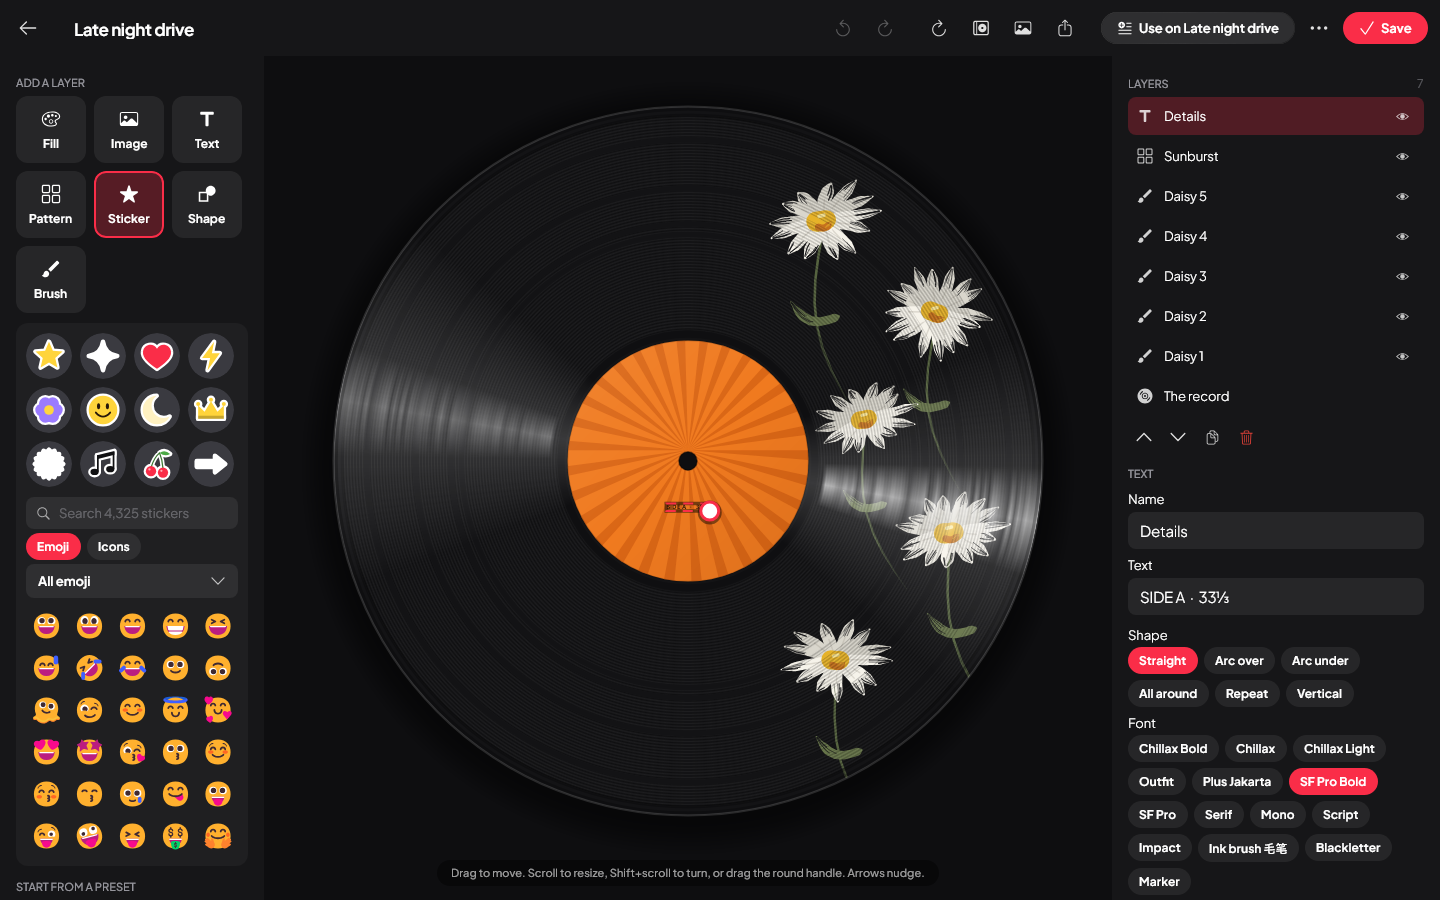 Late night drive
Use on Late night drive
Save
ADD A LAYER
Fill
Image
Text
Pattern
Sticker
Shape
Brush
Search 4,325 stickers
Emoji
Icons
All emoji
START FROM A PRESET
Drag to move. Scroll to resize, Shift+scroll to turn, or drag the round handle. Arrows nudge.
LAYERS
7
Details
Sunburst
Daisy 5
Daisy 4
Daisy 3
Daisy 2
Daisy 1
The record
TEXT
Name
Details
Text
SIDE A · 33⅓
Shape
Straight
Arc over
Arc under
All around
Repeat
Vertical
Font
Chillax Bold
Chillax
Chillax Light
Outfit
Plus Jakarta
SF Pro Bold
SF Pro
Serif
Mono
Script
Impact
Ink brush 毛笔
Blackletter
Marker